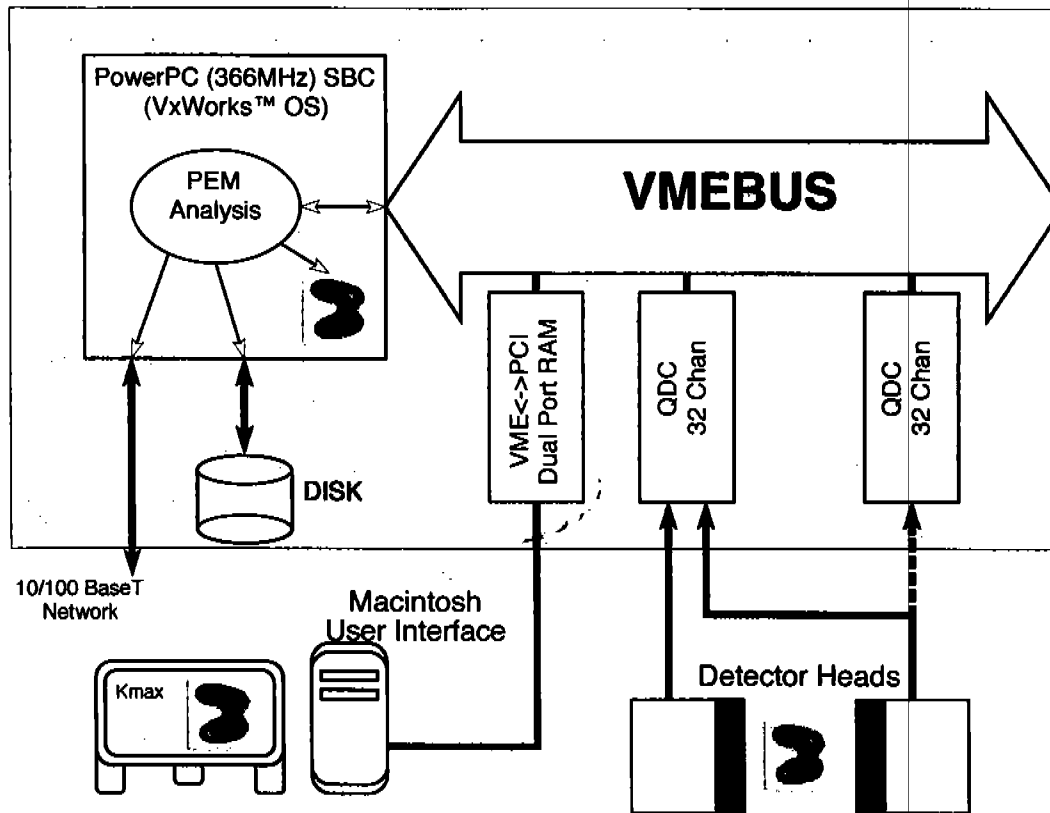 PowerPC (366MHz) SBC
(VxWorks™ OS)
PEM
Analysis
VMEBUS
VME<->PCI
Dual Port RAM
QDC
32 Chan
QDC
32 Chan
DISK
10/100 BaseT
Network
Macintosh
User Interface
Kmax
Detector Heads